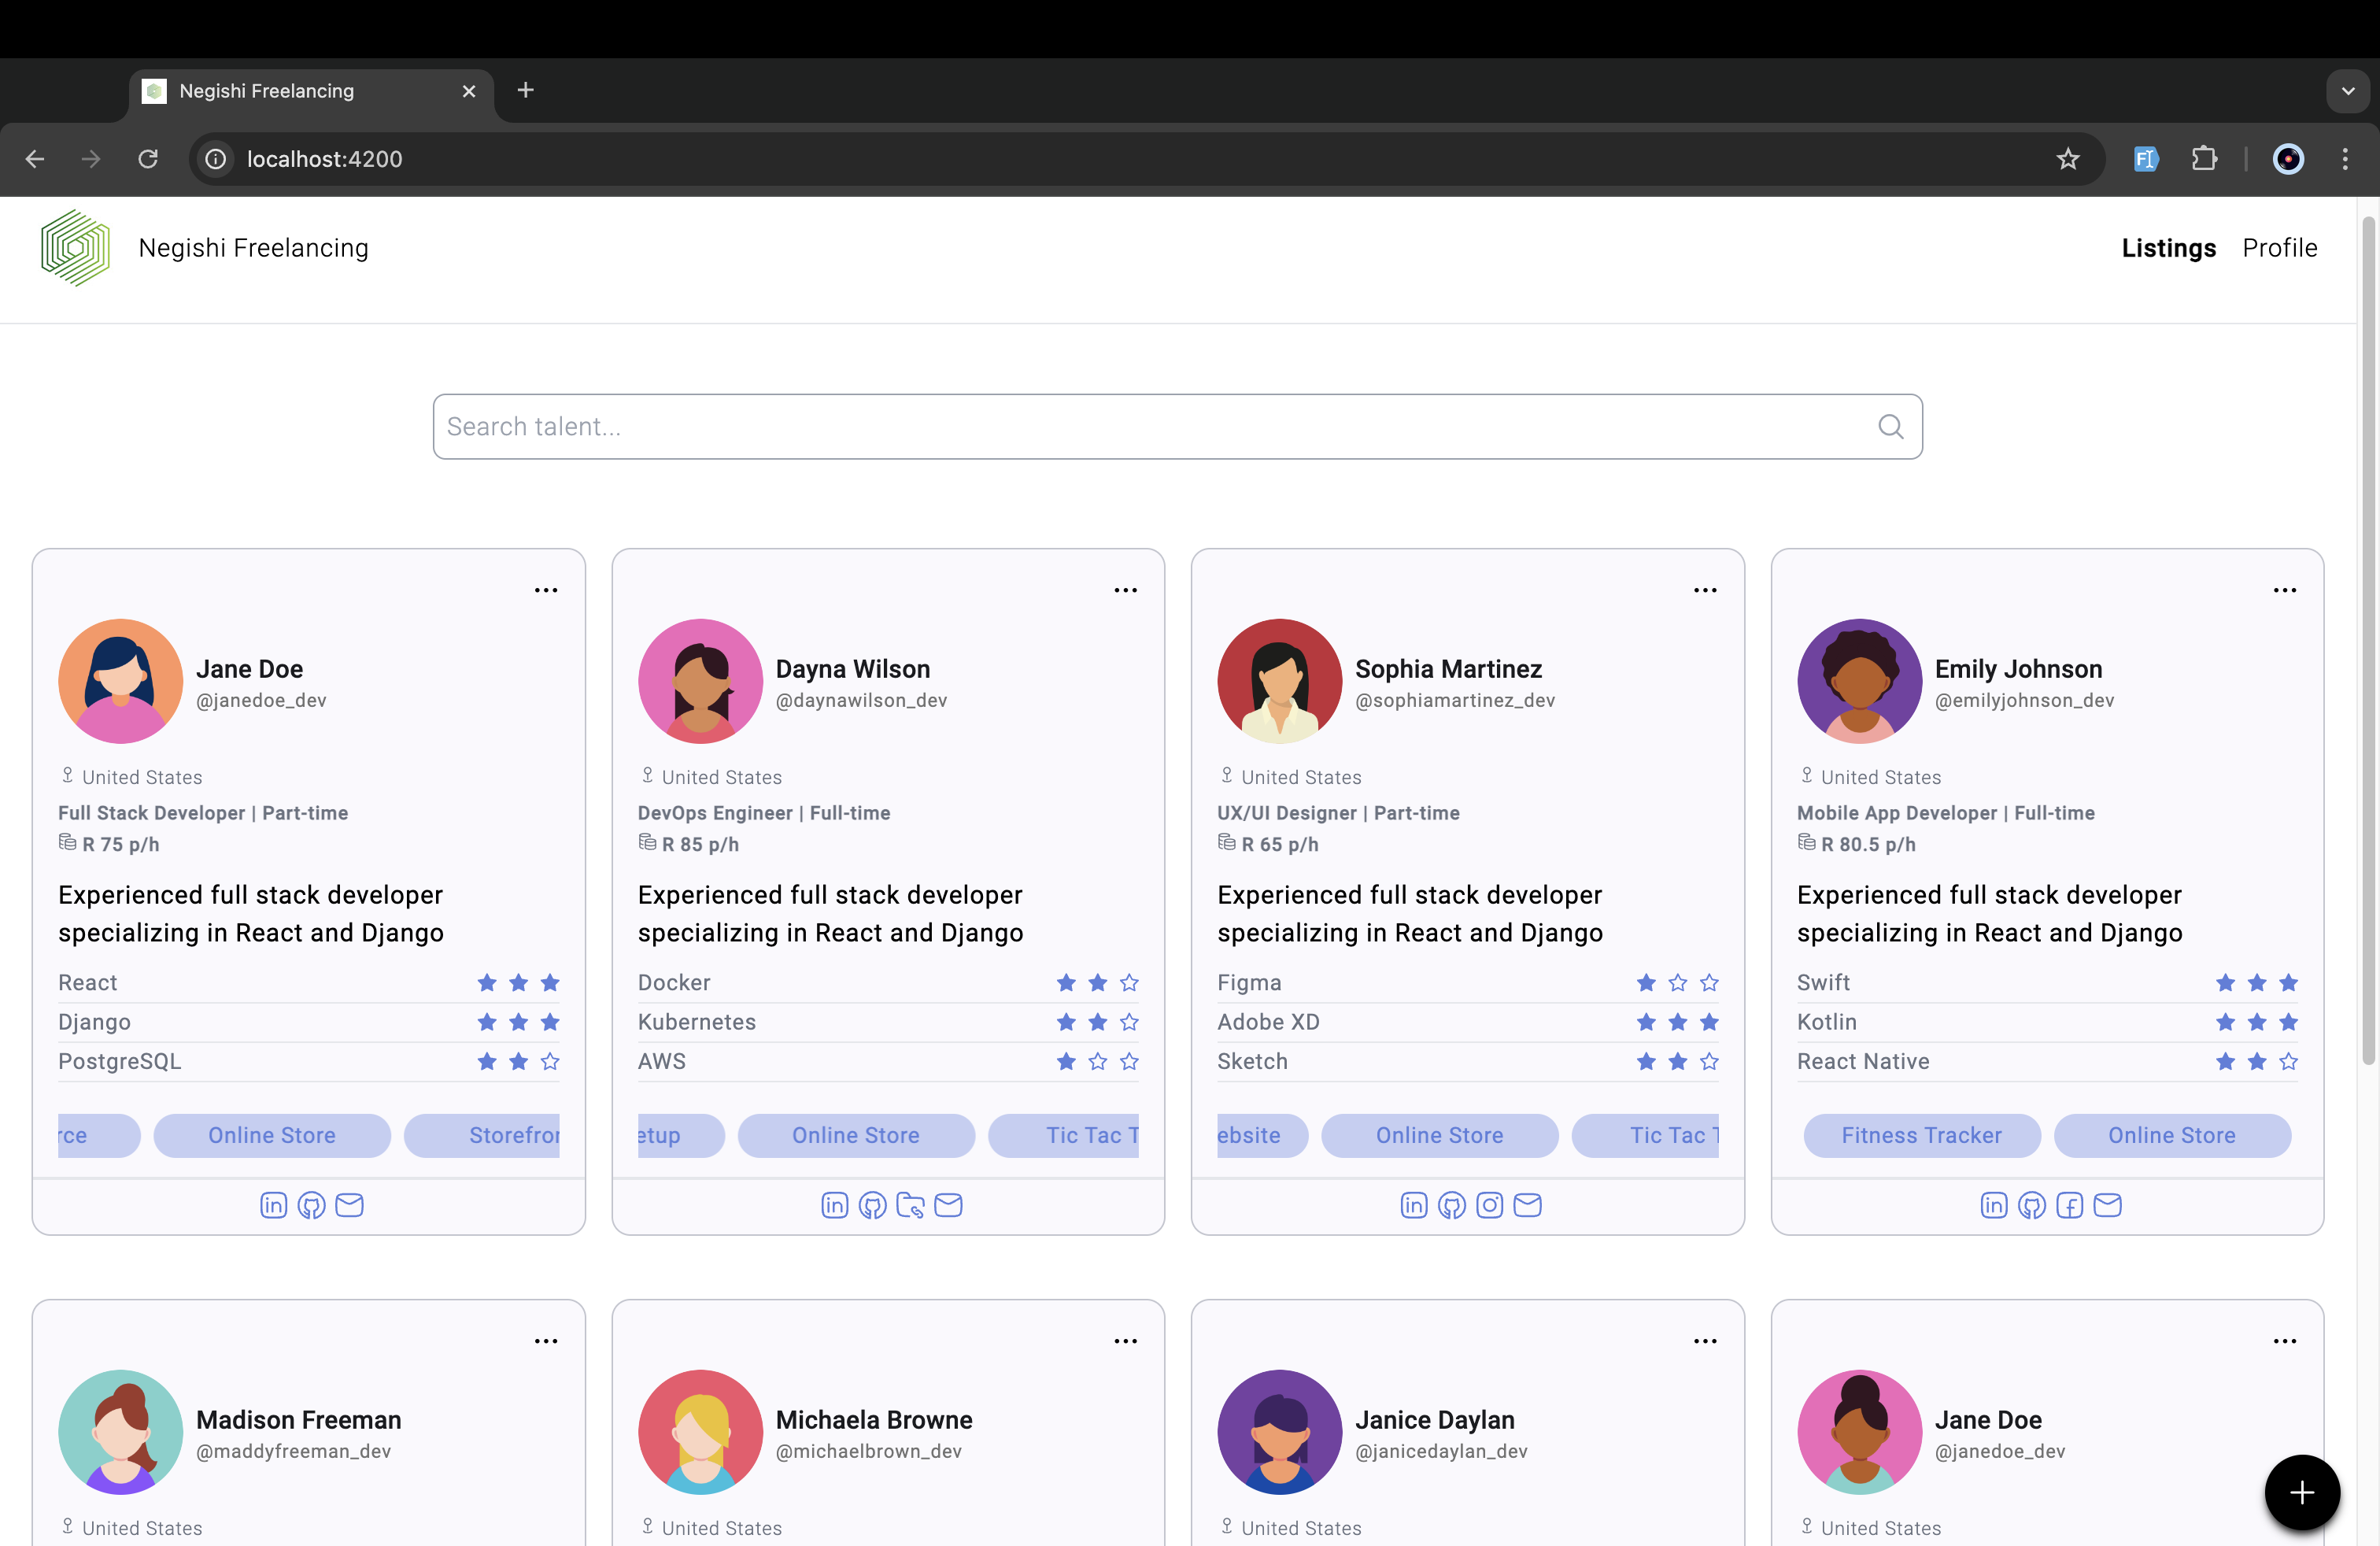 Negishi Freelancing
localhost:4200
Negishi Freelancing
Listings Profile
Search talent...
Jane Doe
@janedoe_dev
United States
Full Stack Developer | Part-time
R 75 p/h
Experienced full stack developer
specializing in React and Django
React
Django
PostgreSQL
rce Online Store Storefror
in
Dayna Wilson
@daynawilson_dev
United States
DevOps Engineer | Full-time
R 85 p/h
Experienced full stack developer
specializing in React and Django
Docker
Kubernetes
AWS
etup Online Store Tic Tac T
in
Sophia Martinez
@sophiamartinez_dev
United States
UX/UI Designer | Part-time
R 65 p/h
Experienced full stack developer
specializing in React and Django
Figma
Adobe XD
Sketch
ebsite Online Store Tic Tac T
in
Emily Johnson
@emilyjohnson_dev
United States
Mobile App Developer | Full-time
R 80.5 p/h
Experienced full stack developer
specializing in React and Django
Swift
Kotlin
React Native
Fitness Tracker Online Store
in
Madison Freeman
@maddyfreeman_dev
United States
Michaela Browne
@michaelbrown_dev
United States
Janice Daylan
@janicedaylan_dev
United States
Jane Doe
@janedoe_dev
United States